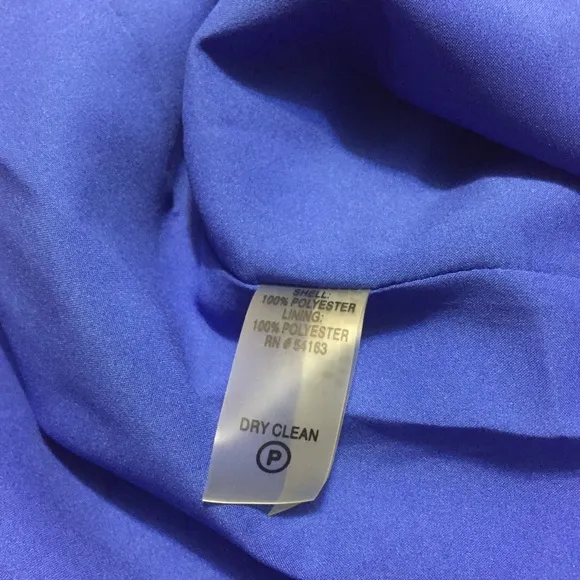 SHELL:
100% POLYESTER
LINING:
100% POLYESTER
RN # 54163
DRY CLEAN
P